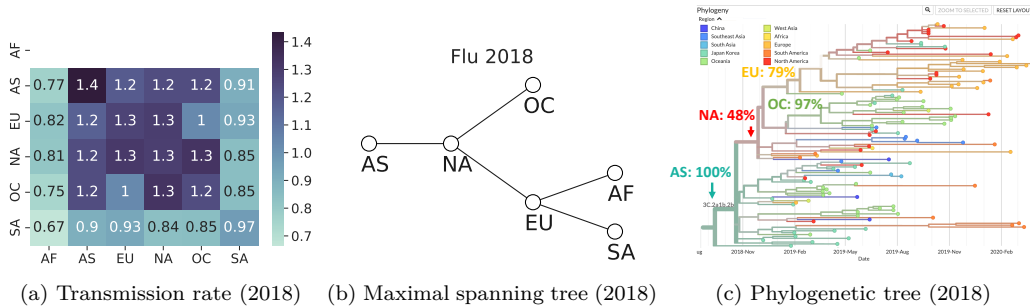 AF
AS 0.77 1.4 1.2 1.2 1.2 0.91
EU 0.82 1.2 1.3 1.3 1 0.93
NA 0.81 1.2 1.3 1.3 1.3 0.85
OC 0.75 1.2 1 1.3 1.2 0.85
SA 0.67 0.9 0.93 0.84 0.85 0.97
AF AS EU NA OC SA
1.4
1.3
1.2
1.1
1.0
0.9
0.8
0.7
(a) Transmission rate (2018)
Flu 2018
OC
AS
NA
AF
EU
SA
(b) Maximal spanning tree (2018)
Phylogeny
ZOOM TO SELECTED
RESET LAYOU
Region
China
Southeast Asia
South Asia
Japan Korea
Oceania
West Asia
Africa
Europe
South America
North America
EU: 79%
OC: 97%
NA: 48%
AS: 100%
3C.2a1b.2b
ug 2018-Nov 2019-Feb 2019-May 2019-Aug 2019-Nov 2020-Feb
Date
(c) Phylogenetic tree (2018)